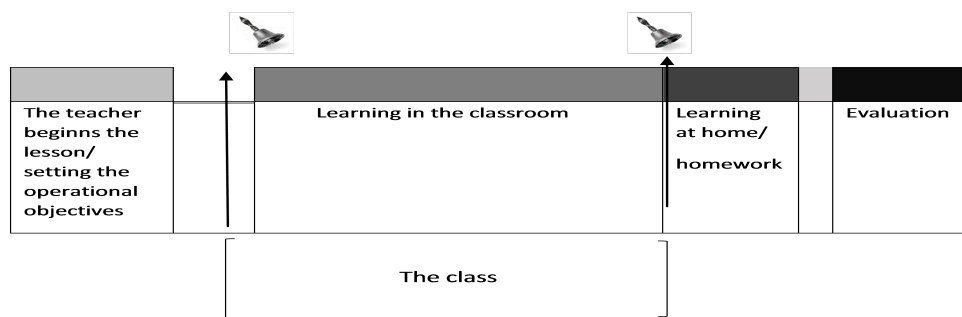 The teacher
beginns the
lesson/
setting the
operational
objectives
Learning in the classroom
Learning
at home/
homework
Evaluation
The class